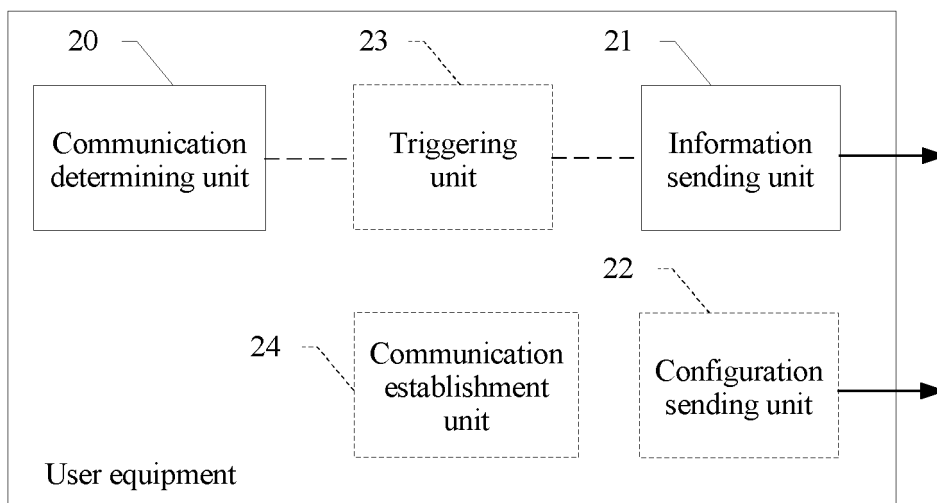 20
23
21
Communication
determining unit
Triggering
unit
Information
sending unit
22
24
Communication
establishment
unit
Configuration
sending unit
User equipment